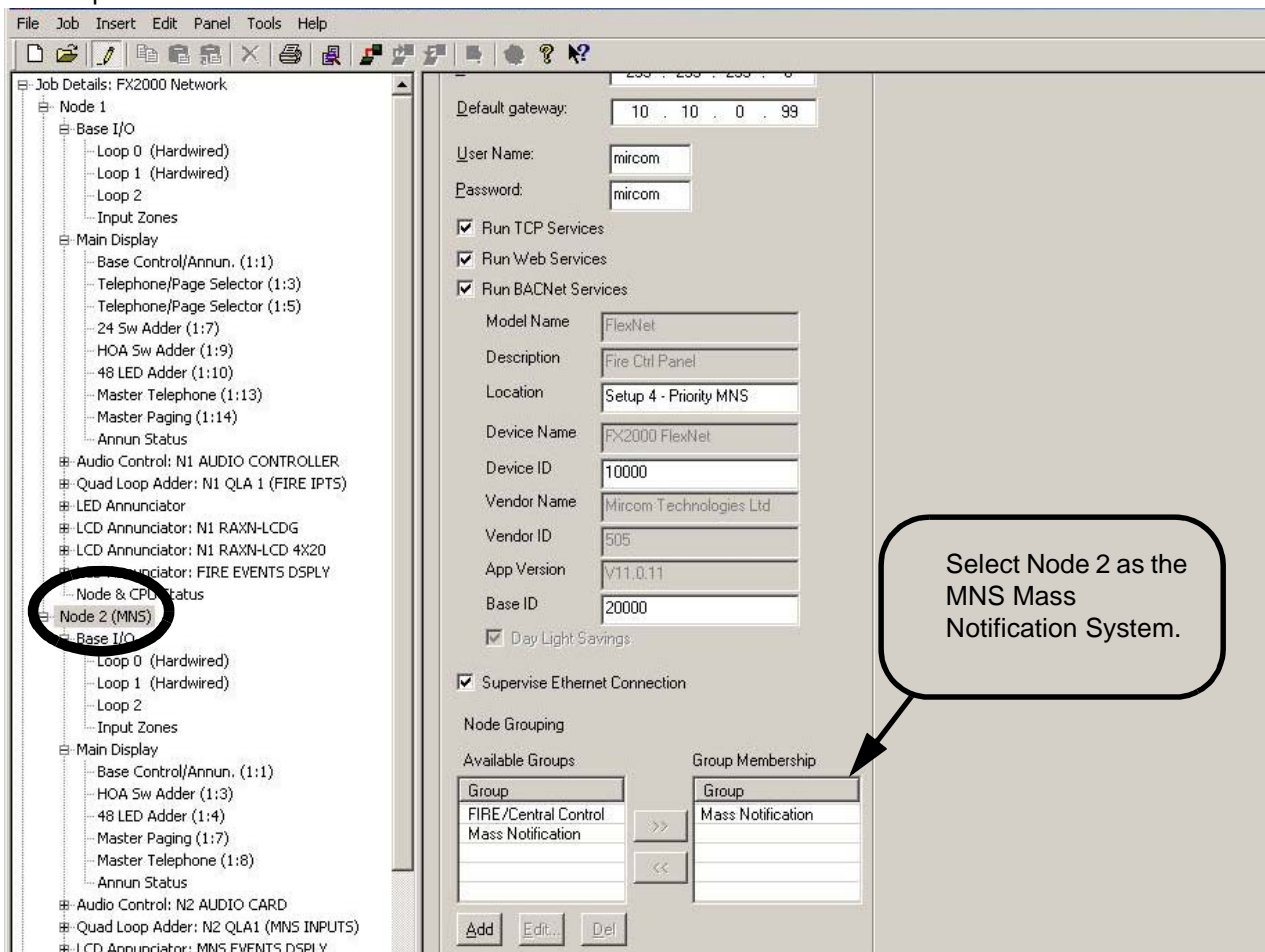 File Job Insert Edit Panel Tools Help
Job Details: FX2000 Network
Node 1
Base I/O
Loop 0 (Hardwired)
Loop 1 (Hardwired)
Loop 2
Input Zones
Main Display
Base Control/Annun. (1:1)
Telephone/Page Selector (1:3)
Telephone/Page Selector (1:5)
24 Sw Adder (1:7)
HOA Sw Adder (1:9)
48 LED Adder (1:10)
Master Telephone (1:13)
Master Paging (1:14)
Annun Status
Audio Control: N1 AUDIO CONTROLLER
Quad Loop Adder: N1 QLA 1 (FIRE IPTS)
LED Annunciator
LCD Annunciator: N1 RAXN-LCDG
LCD Annunciator: N1 RAXN-LCD 4X20
FIRE EVENTS DSPLY
Node & CPU Status
Node 2 (MNS)
Base I/O
Loop 0 (Hardwired)
Loop 1 (Hardwired)
Loop 2
Input Zones
Main Display
Base Control/Annun. (1:1)
HOA Sw Adder (1:3)
48 LED Adder (1:4)
Master Paging (1:7)
Master Telephone (1:8)
Annun Status
Audio Control: N2 AUDIO CARD
Quad Loop Adder: N2 QLA1 (MNS INPUTS)
LCD Annunciator: MNS EVENTS DSPLY
Default gateway: 10 . 10 . 0 . 99
User Name: mircom
Password: mircom
Run TCP Services
Run Web Services
Run BACNet Services
Model Name FlexNet
Description Fire Ctrl Panel
Location Setup 4 - Priority MNS
Device Name FX2000 FlexNet
Device ID 10000
Vendor Name Mircom Technologies Ltd
Vendor ID 505
App Version V11.0.11
Base ID 20000
Day Light Savings
Supervise Ethernet Connection
Node Grouping
Available Groups Group Membership
Group Group
FIRE/Central Control Mass Notification
Mass Notification
>>
<<
Add Edit... Del
Select Node 2 as the
MNS Mass
Notification System.